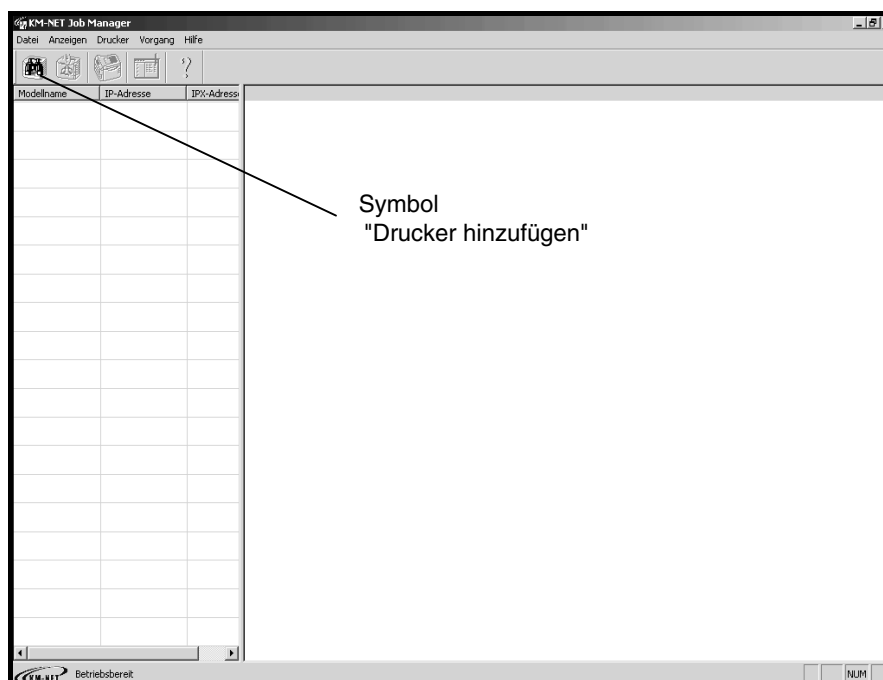 KM-NET Job Manager
Datei Anzeigen Drucker Vorgang Hilfe
Modellname IP-Adresse IPX-Adresse
Symbol
"Drucker hinzufügen"
KM-NET Betriebsbereit NUM